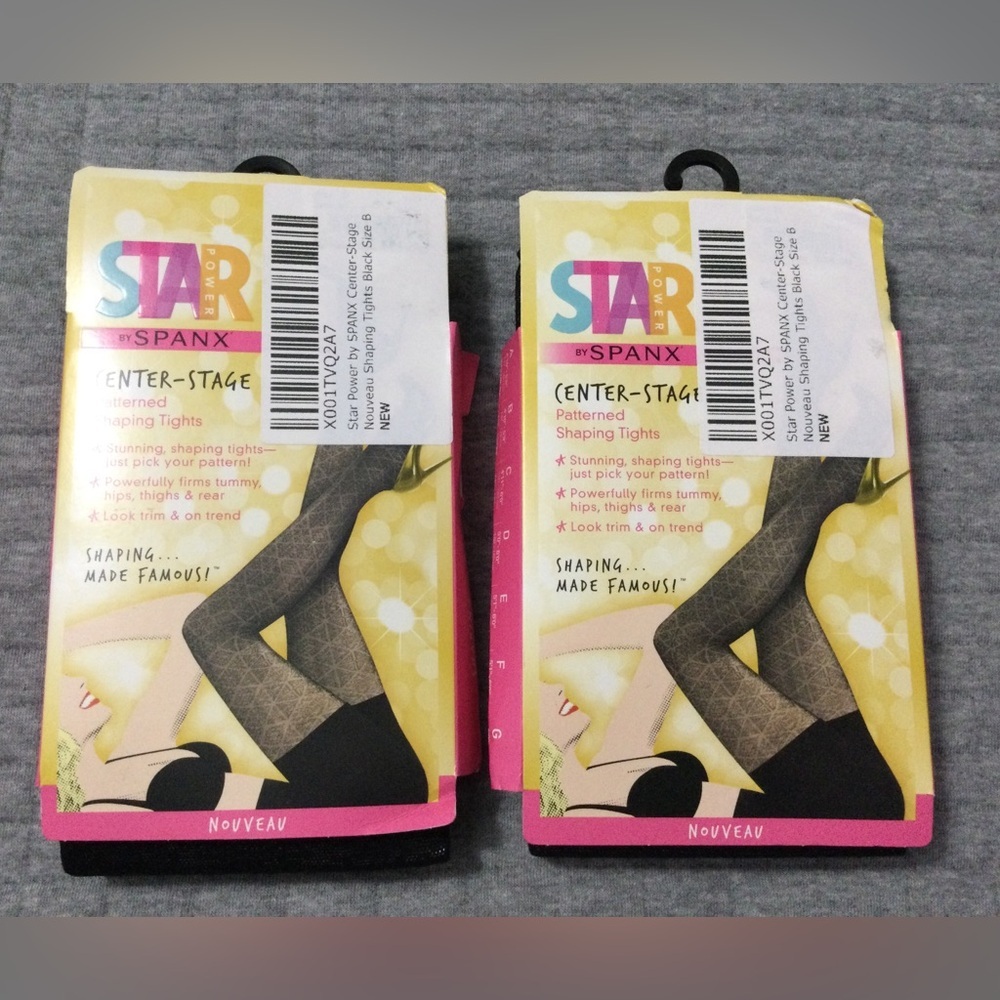 STAR
POWER
BY SPANX
CENTER-STAGE
Patterned
Shaping Tights
Stunning, shaping tights—
just pick your pattern!
Powerfully firms tummy,
hips, thighs & rear
Look trim & on trend
SHAPING...
MADE FAMOUS!™
NOUVEAU
X001TVQ2A7
Star Power by SPANX Center-Stage
Nouveau Shaping Tights Black Size B
NEW
STAR
POWER
BY SPANX
CENTER-STAGE
Patterned
Shaping Tights
Stunning, shaping tights—
just pick your pattern!
Powerfully firms tummy,
hips, thighs & rear
Look trim & on trend
SHAPING...
MADE FAMOUS!™
NOUVEAU
X001TVQ2A7
Star Power by SPANX Center-Stage
Nouveau Shaping Tights Black Size B
NEW
A
B
C
D
E
F
G